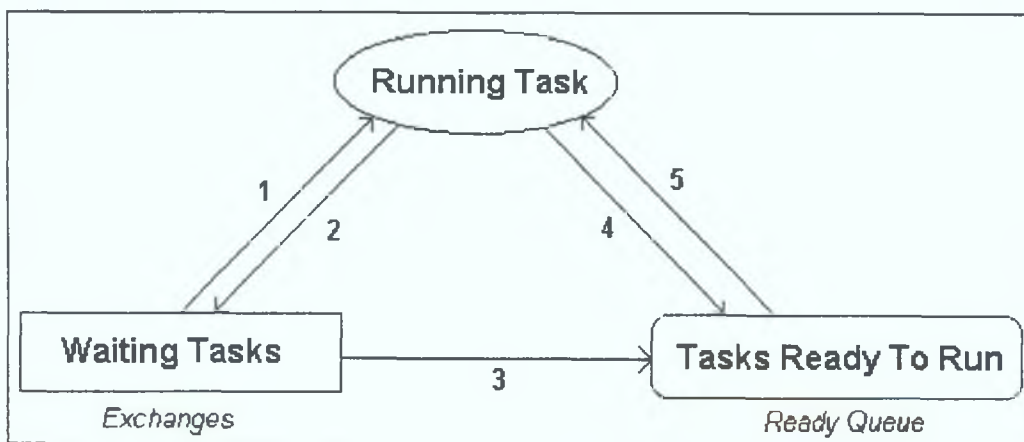 Running Task
1
2
4
5
Waiting Tasks
3
Tasks Ready To Run
Exchanges
Ready Queue